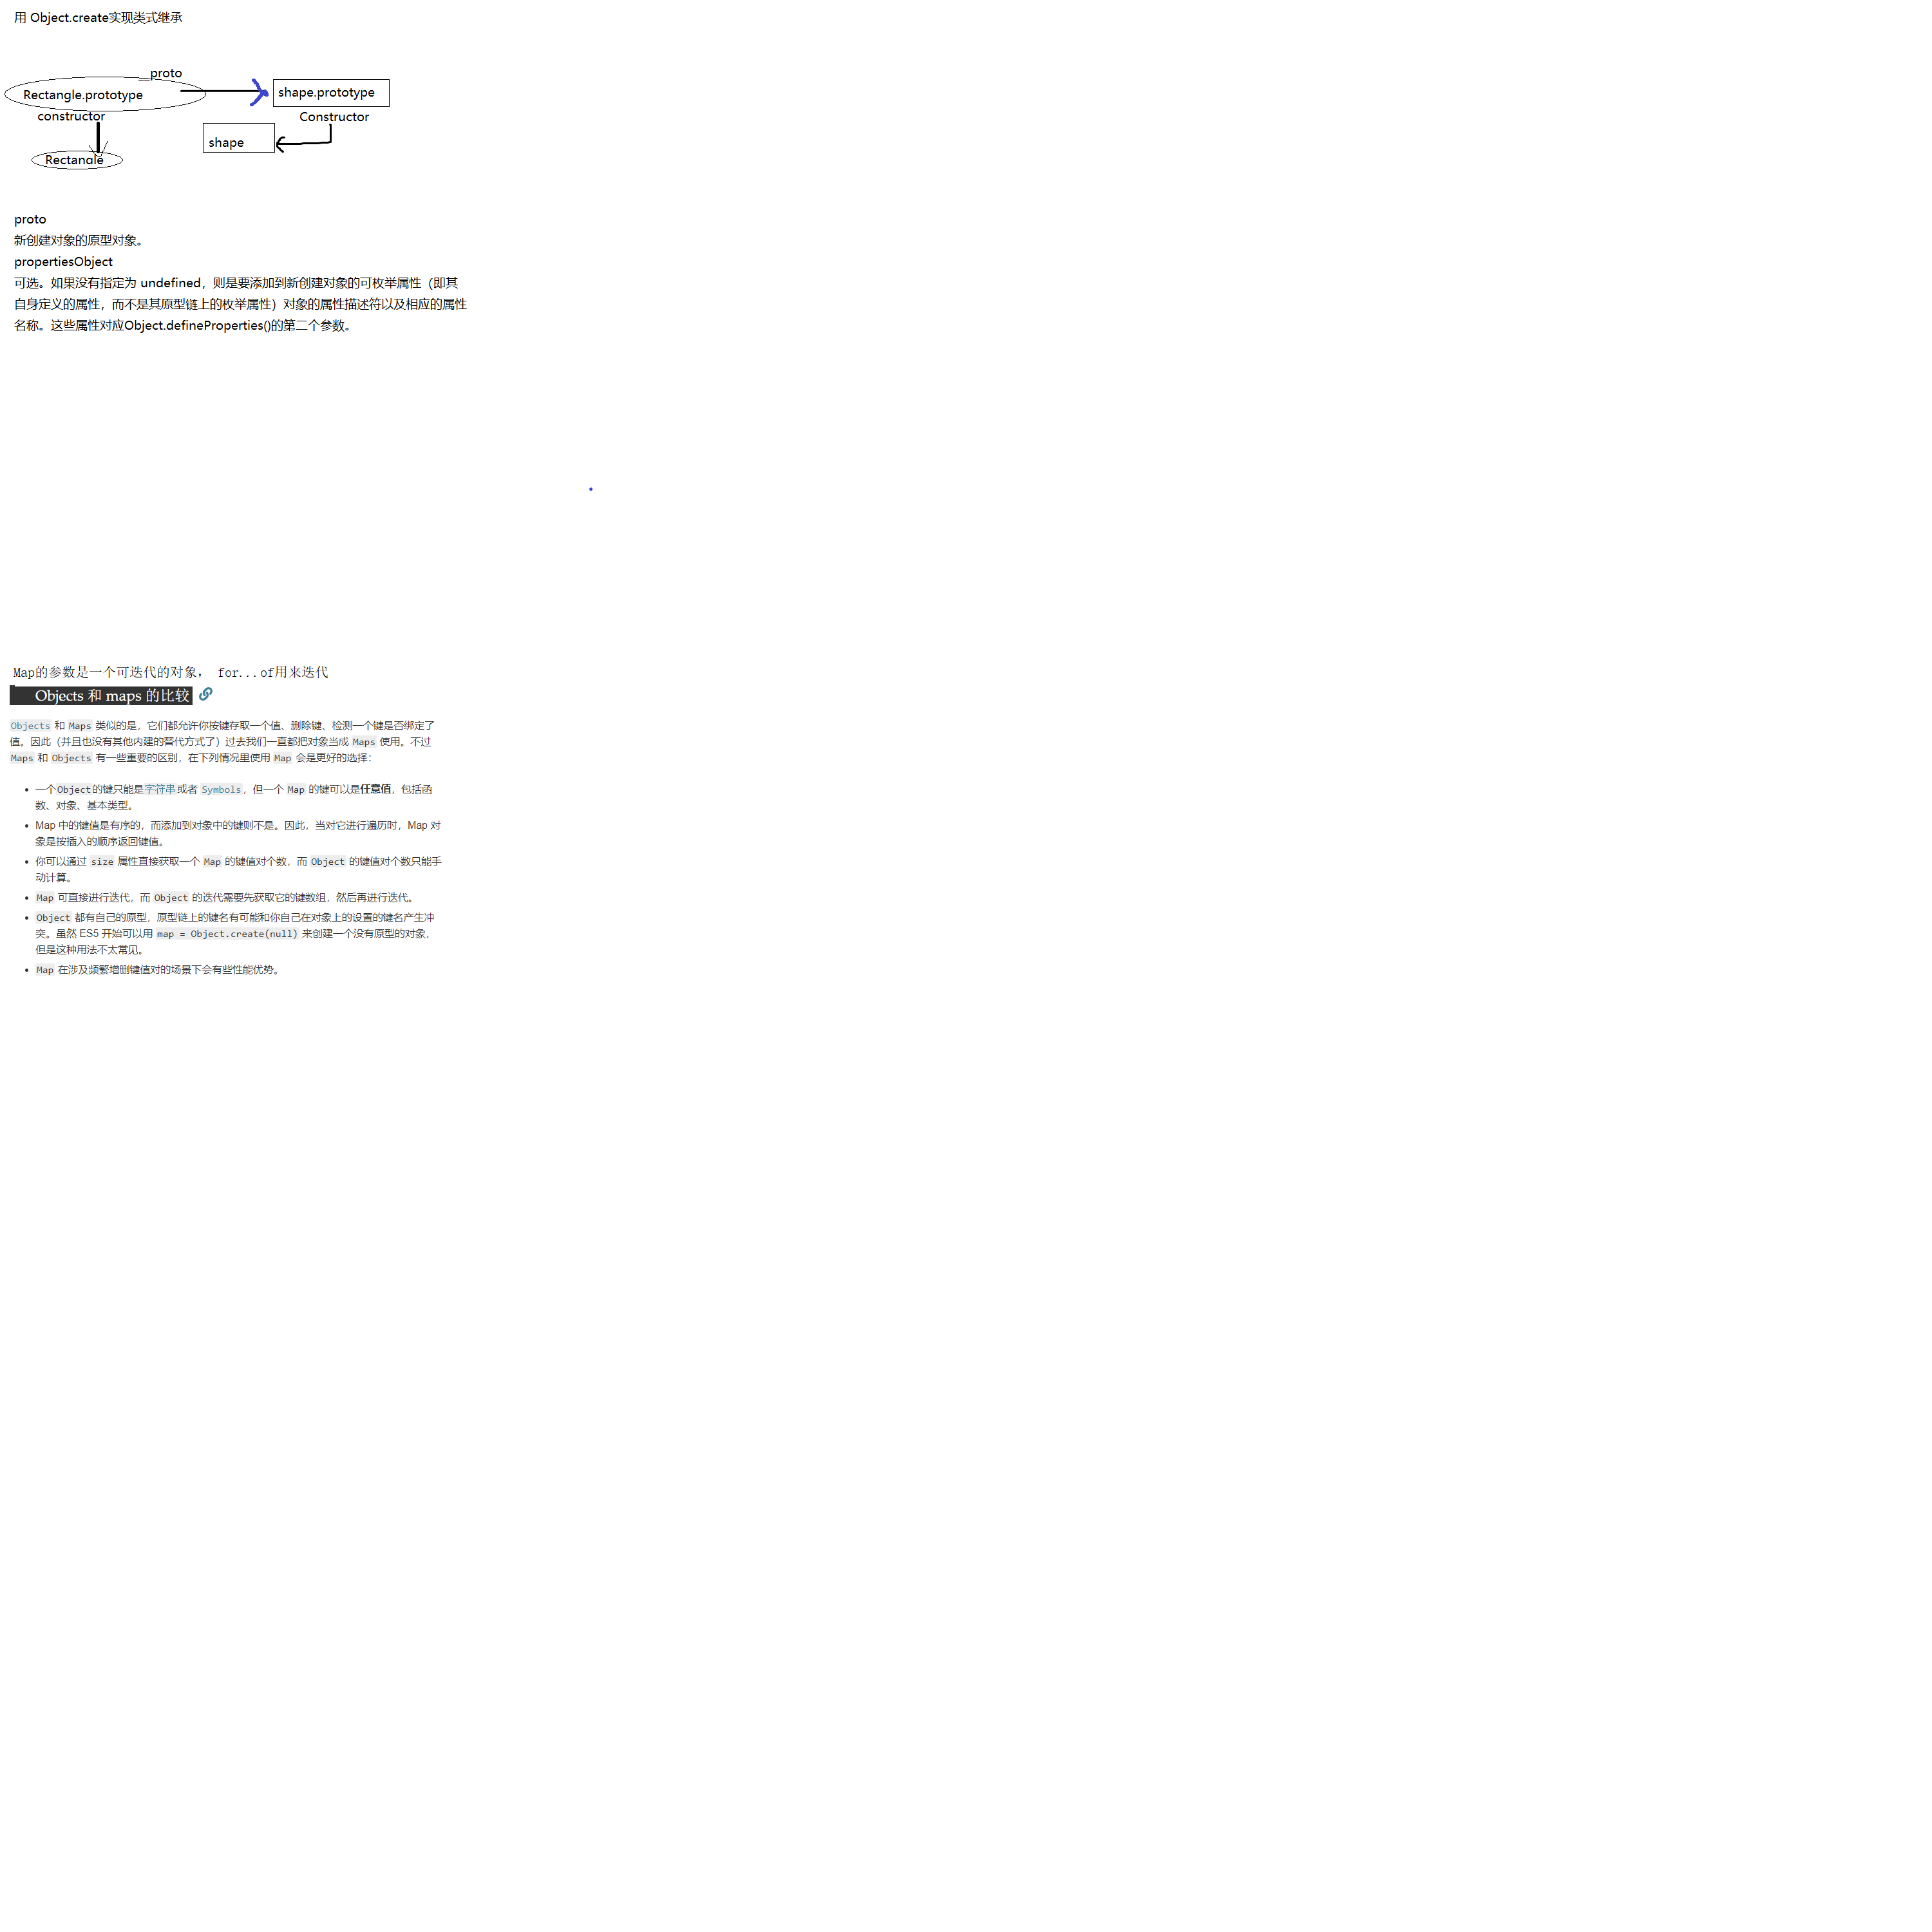 用 Object.create实现类式继承
__proto
Rectangle.prototype
shape.prototype
constructor
Constructor
shape
Rectangle
proto
新创建对象的原型对象。
propertiesObject
可选。如果没有指定为 undefined，则是要添加到新创建对象的可枚举属性（即其
自身定义的属性，而不是其原型链上的枚举属性）对象的属性描述符以及相应的属性
名称。这些属性对应Object.defineProperties()的第二个参数。
Map的参数是一个可迭代的对象， for...of用来迭代
Objects 和 maps 的比较
Objects 和 Maps 类似的是，它们都允许你按键存取一个值、删除键、检测一个键是否绑定了
值。因此（并且也没有其他内建的替代方式了）过去我们一直都把对象当成 Maps 使用。不过
Maps 和 Objects 有一些重要的区别，在下列情况里使用 Map 会是更好的选择：
• 一个Object的键只能是字符串或者 Symbols，但一个 Map 的键可以是任意值，包括函
数、对象、基本类型。
• Map 中的键值是有序的，而添加到对象中的键则不是。因此，当对它进行遍历时，Map 对
象是按插入的顺序返回键值。
• 你可以通过 size 属性直接获取一个 Map 的键值对个数，而 Object 的键值对个数只能手
动计算。
• Map 可直接进行迭代，而 Object 的迭代需要先获取它的键数组，然后再进行迭代。
• Object 都有自己的原型，原型链上的键名有可能和你自己在对象上的设置的键名产生冲
突。虽然 ES5 开始可以用 map = Object.create(null) 来创建一个没有原型的对象，
但是这种用法不太常见。
• Map 在涉及频繁增删键值对的场景下会有些性能优势。